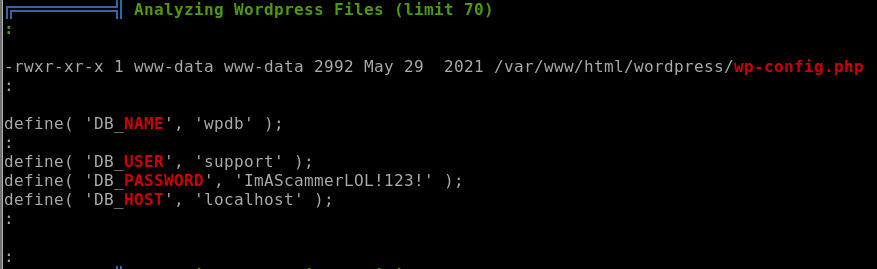 ╔══════════╣ Analyzing Wordpress Files (limit 70)
:
-rwxr-xr-x 1 www-data www-data 2992 May 29  2021 /var/www/html/wordpress/wp-config.php
:
define( 'DB_NAME', 'wpdb' );
:
define( 'DB_USER', 'support' );
define( 'DB_PASSWORD', 'ImAScammerLOL!123!' );
define( 'DB_HOST', 'localhost' );
:
: